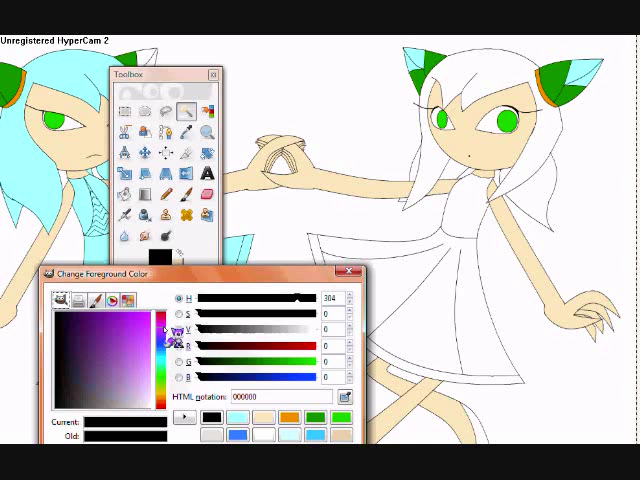 Unregistered HyperCam 2
Toolbox
Change Foreground Color
H 304
S 0
V 0
R 0
G 0
B 0
HTML notation: 000000
Current:
Old: